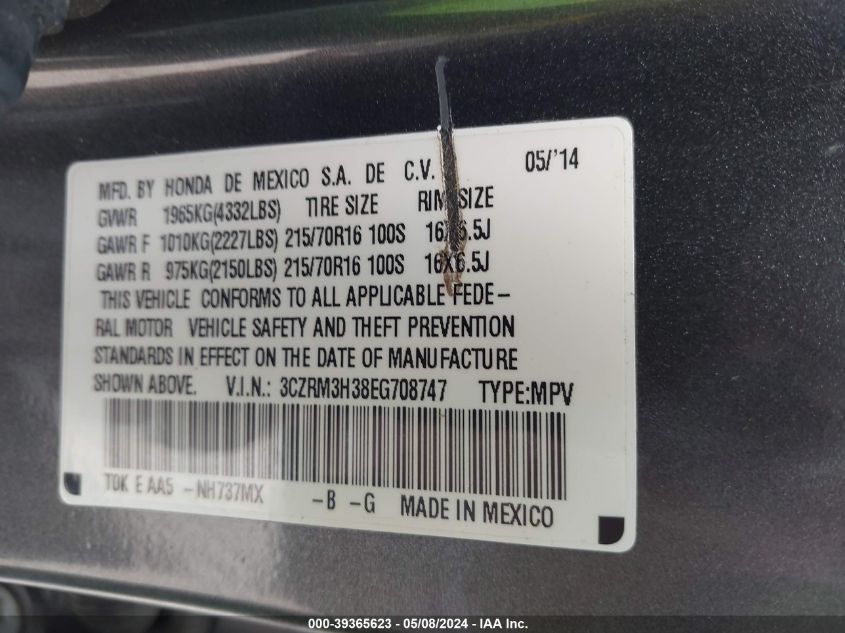 MFD. BY HONDA DE MEXICO S.A. DE C.V. 05/'14
GVWR 1965KG(4332LBS) TIRE SIZE RIM SIZE
GAWR F 1010KG(2227LBS) 215/70R16 100S 16X6.5J
GAWR R 975KG(2150LBS) 215/70R16 100S 16X6.5J
THIS VEHICLE CONFORMS TO ALL APPLICABLE FEDE-
RAL MOTOR VEHICLE SAFETY AND THEFT PREVENTION
STANDARDS IN EFFECT ON THE DATE OF MANUFACTURE
SHOWN ABOVE. V.I.N.: 3CZRM3H38EG708747 TYPE:MPV
T0K E AA5 -NH737MX -B -G MADE IN MEXICO
000-39365623 - 05/08/2024 - IAA Inc.